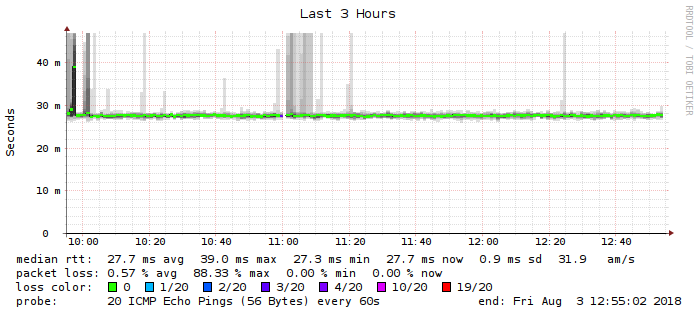 Last 3 Hours
RRDTOOL / TOBI OETIKER
Seconds
40 m
30 m
20 m
10 m
0
10:00 10:20 10:40 11:00 11:20 11:40 12:00 12:20 12:40
median rtt: 27.7 ms avg 39.0 ms max 27.3 ms min 27.7 ms now 0.9 ms sd 31.9 am/s
packet loss: 0.57 % avg 88.33 % max 0.00 % min 0.00 % now
loss color: 0 1/20 2/20 3/20 4/20 10/20 19/20
probe: 20 ICMP Echo Pings (56 Bytes) every 60s end: Fri Aug 3 12:55:02 2018